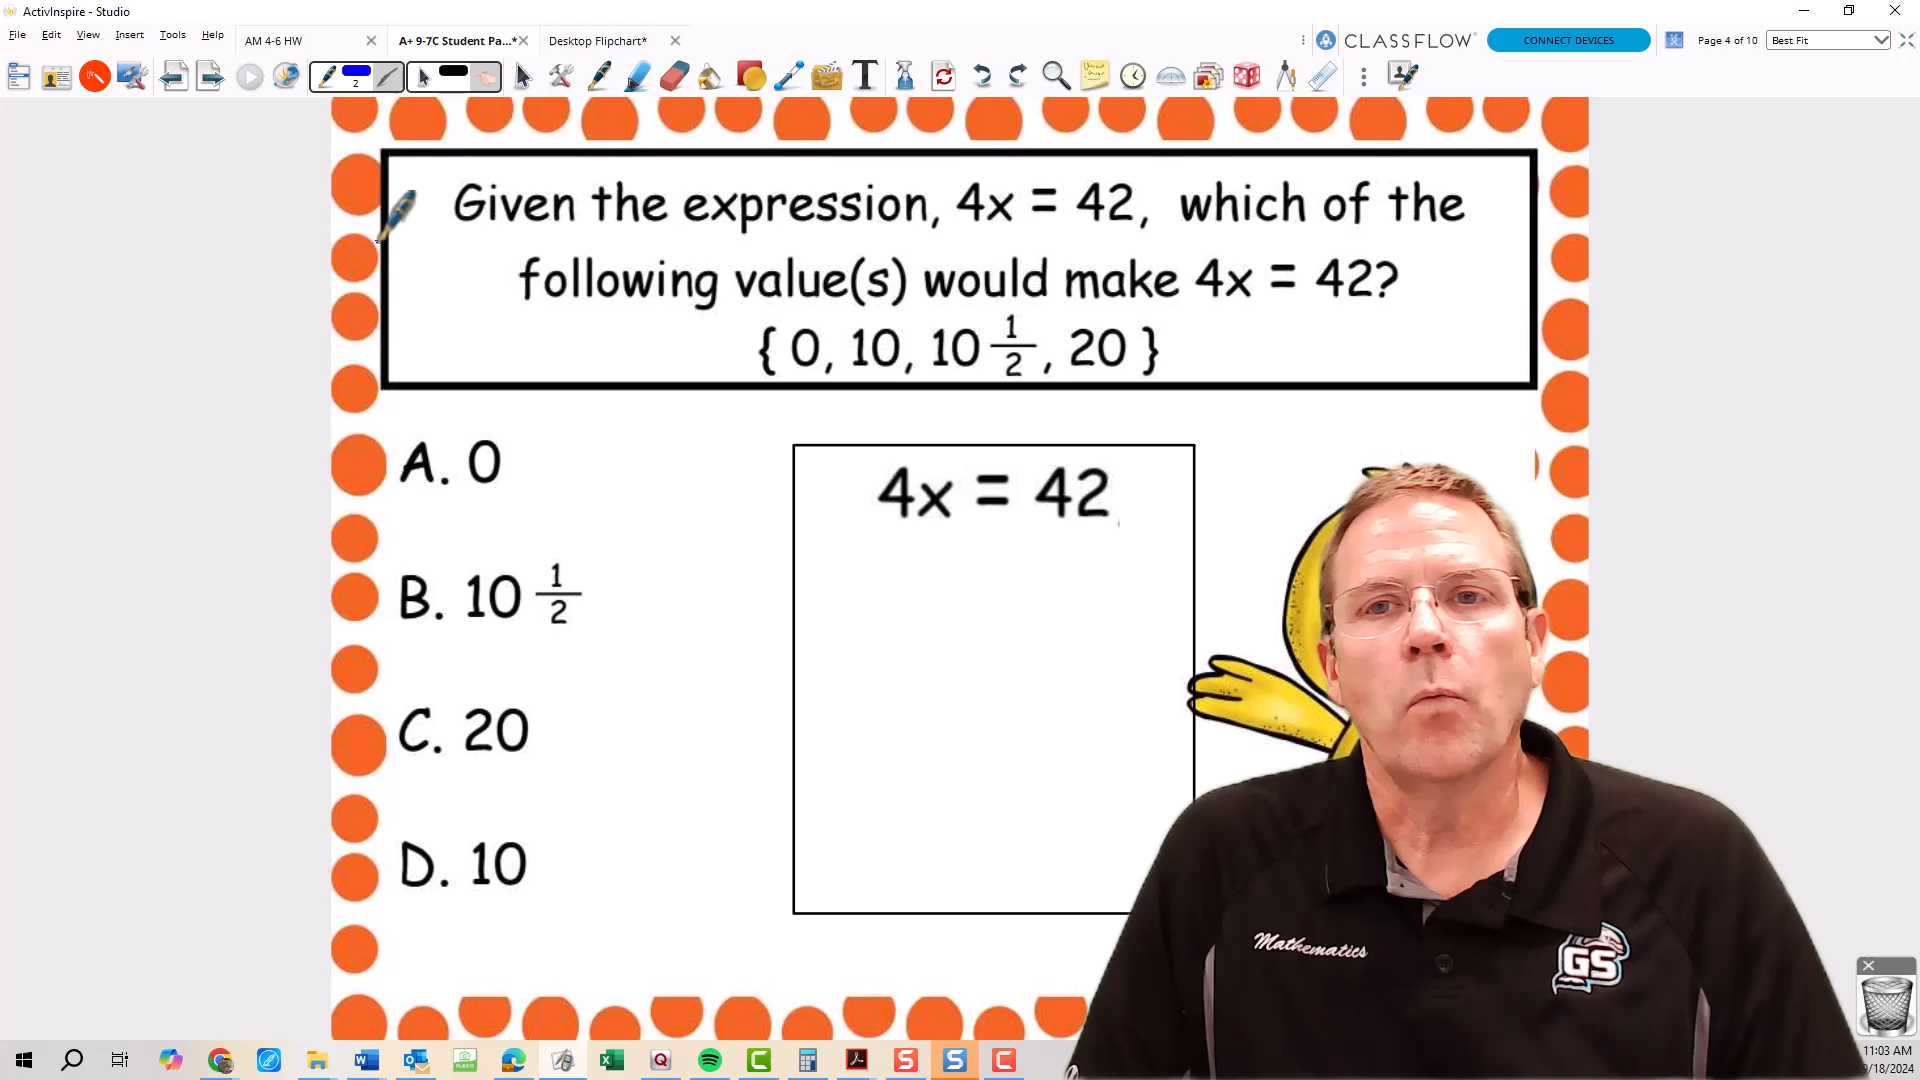 ActivInspire - Studio
File Edit View Insert Tools Help
AM 4-6 HW
A+ 9-7C Student Pa...*
Desktop Flipchart*
CLASSFLOW
CONNECT DEVICES
Page 4 of 10
Best Fit
2
Given the expression, 4x = 42, which of the
following value(s) would make 4x = 42?
{ 0, 10, 10 1/2, 20 }
A. 0
B. 10 1/2
C. 20
D. 10
4x = 42
Mathematics
GS
11:03 AM
/18/2024